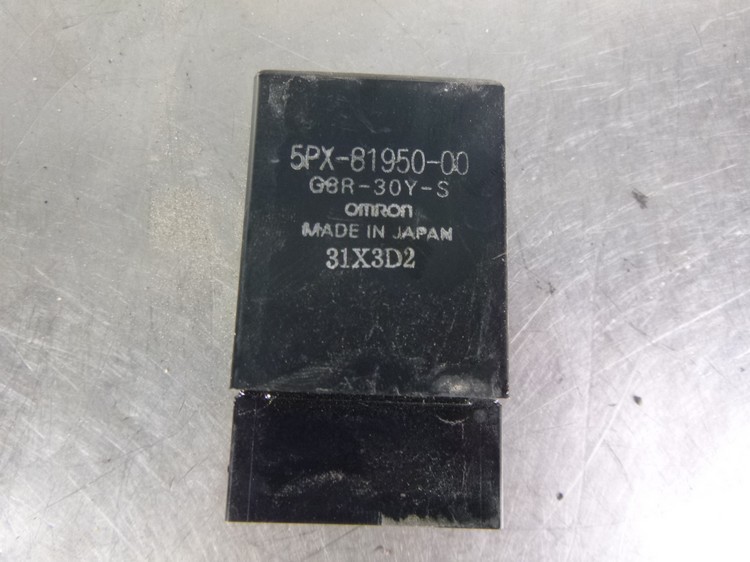 5PX-81950-00
G8R-30Y-S
omron
MADE IN JAPAN
31X3D2